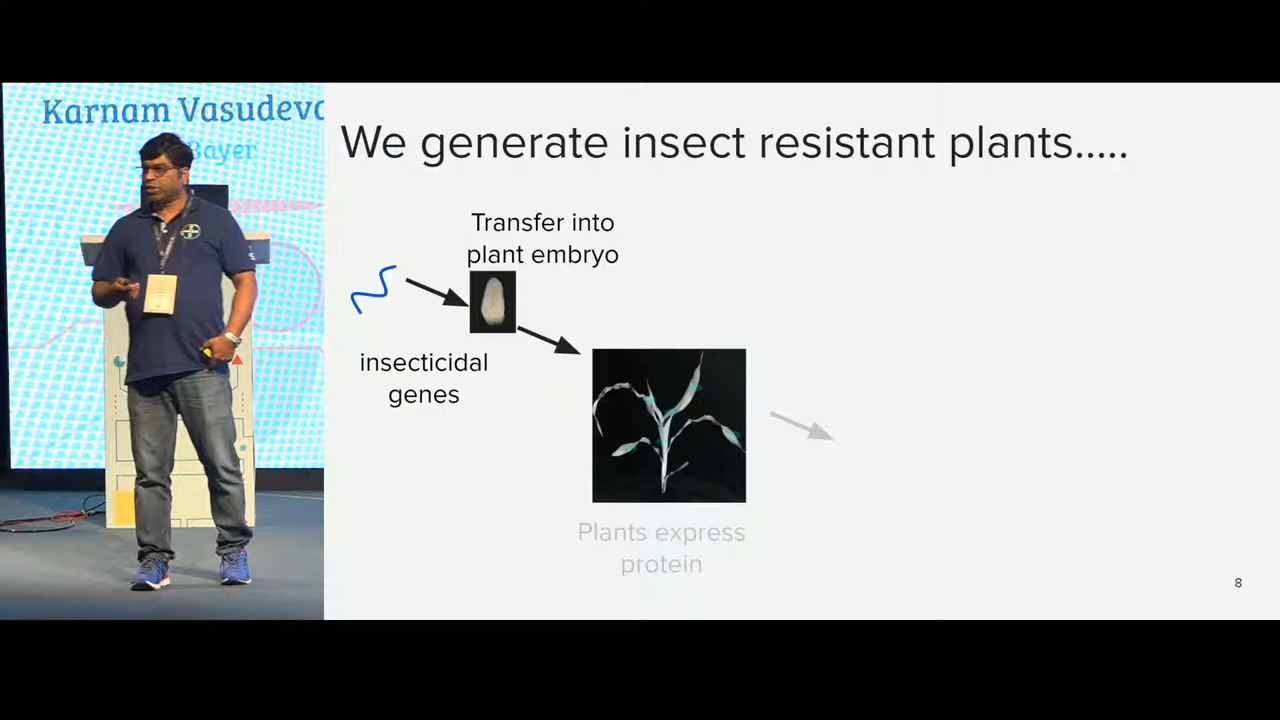 Karnam Vasudeva
Bayer
We generate insect resistant plants.....
Transfer into
plant embryo
insecticidal
genes
Plants express
protein
8